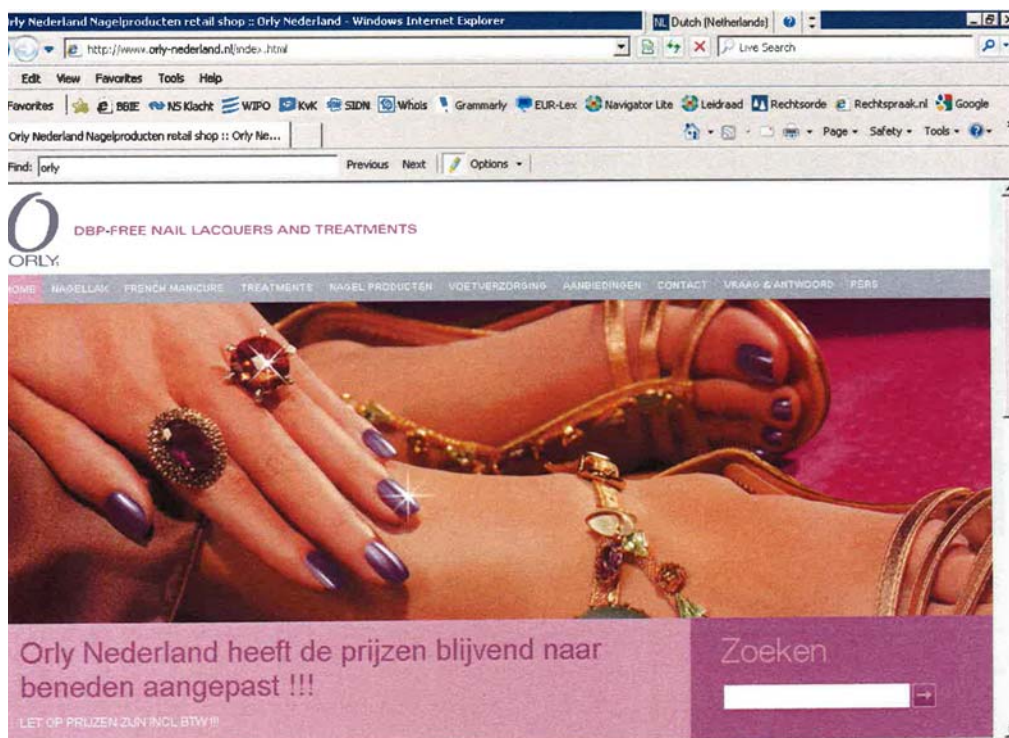 rly Nederland Nagelproducten retail shop :: Orly Nederland - Windows Internet Explorer
NL Dutch (Netherlands)
http://www.orly-nederland.nl/index.html
Live Search
Edit View Favorites Tools Help
Favorites BBIE NS Klacht WIPO KvK SIDN Whois Grammarly EUR-Lex Navigator Lite Leidraad Rechtsorde Rechtspraak.nl Google
Orly Nederland Nagelproducten retail shop :: Orly Ne...
Page Safety Tools
Find: orly Previous Next Options
ORLY
DBP-FREE NAIL LACQUERS AND TREATMENTS
HOME NAGELLAK FRENCH MANICURE TREATMENTS NAGEL PRODUCTEN VOETVERZORGING AANBIEDINGEN CONTACT VRAAG & ANTWOORD PERS
Orly Nederland heeft de prijzen blijvend naar
beneden aangepast !!!
LET OP PRIJZEN ZIJN INCL BTW !!!
Zoeken